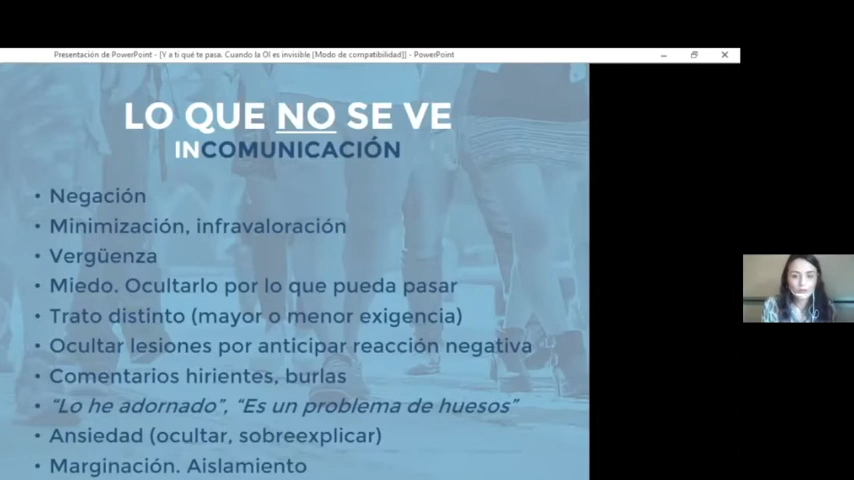 Presentación de PowerPoint - [Y a ti qué te pasa. Cuando la OI es invisible [Modo de compatibilidad]] - PowerPoint
LO QUE NO SE VE
INCOMUNICACIÓN
• Negación
• Minimización, infravaloración
• Vergüenza
• Miedo. Ocultarlo por lo que pueda pasar
• Trato distinto (mayor o menor exigencia)
• Ocultar lesiones por anticipar reacción negativa
• Comentarios hirientes, burlas
• “Lo he adornado”, “Es un problema de huesos”
• Ansiedad (ocultar, sobreexplicar)
• Marginación. Aislamiento